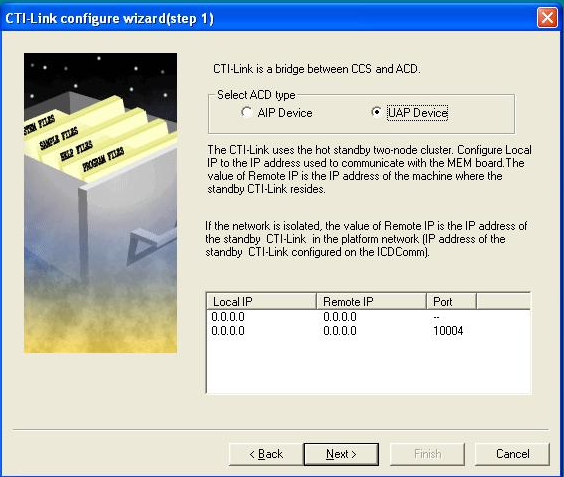 CTI-Link configure wizard(step 1)
CTI-Link is a bridge between CCS and ACD.
Select ACD type
AIP Device UAP Device
The CTI-Link uses the hot standby two-node cluster. Configure Local
IP to the IP address used to communicate with the MEM board.The
value of Remote IP is the IP address of the machine where the
standby CTI-Link resides.
If the network is isolated, the value of Remote IP is the IP address of
the standby CTI-Link in the platform network (IP address of the
standby CTI-Link configured on the ICDComm).
Local IP Remote IP Port
0.0.0.0 0.0.0.0 --
0.0.0.0 0.0.0.0 10004
SYSTEM FILES
SAMPLE FILES
HELP FILES
PROGRAM FILES
< Back Next > Finish Cancel